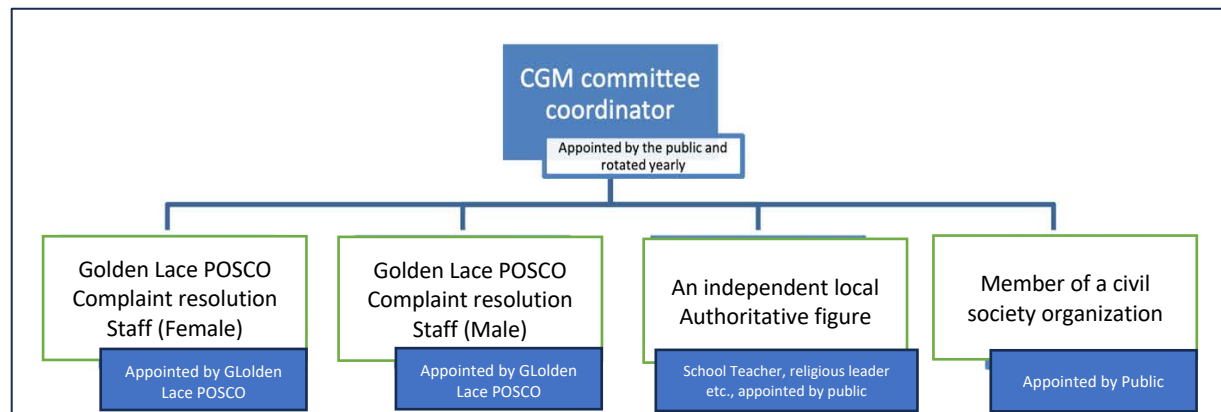 CGM committee
coordinator
Appointed by the public and
rotated yearly
Golden Lace POSCO
Complaint resolution
Staff (Female)
Appointed by GLolden
Lace POSCO
Golden Lace POSCO
Complaint resolution
Staff (Male)
Appointed by GLolden
Lace POSCO
An independent local
Authoritative figure
School Teacher, religious leader
etc., appointed by public
Member of a civil
society organization
Appointed by Public